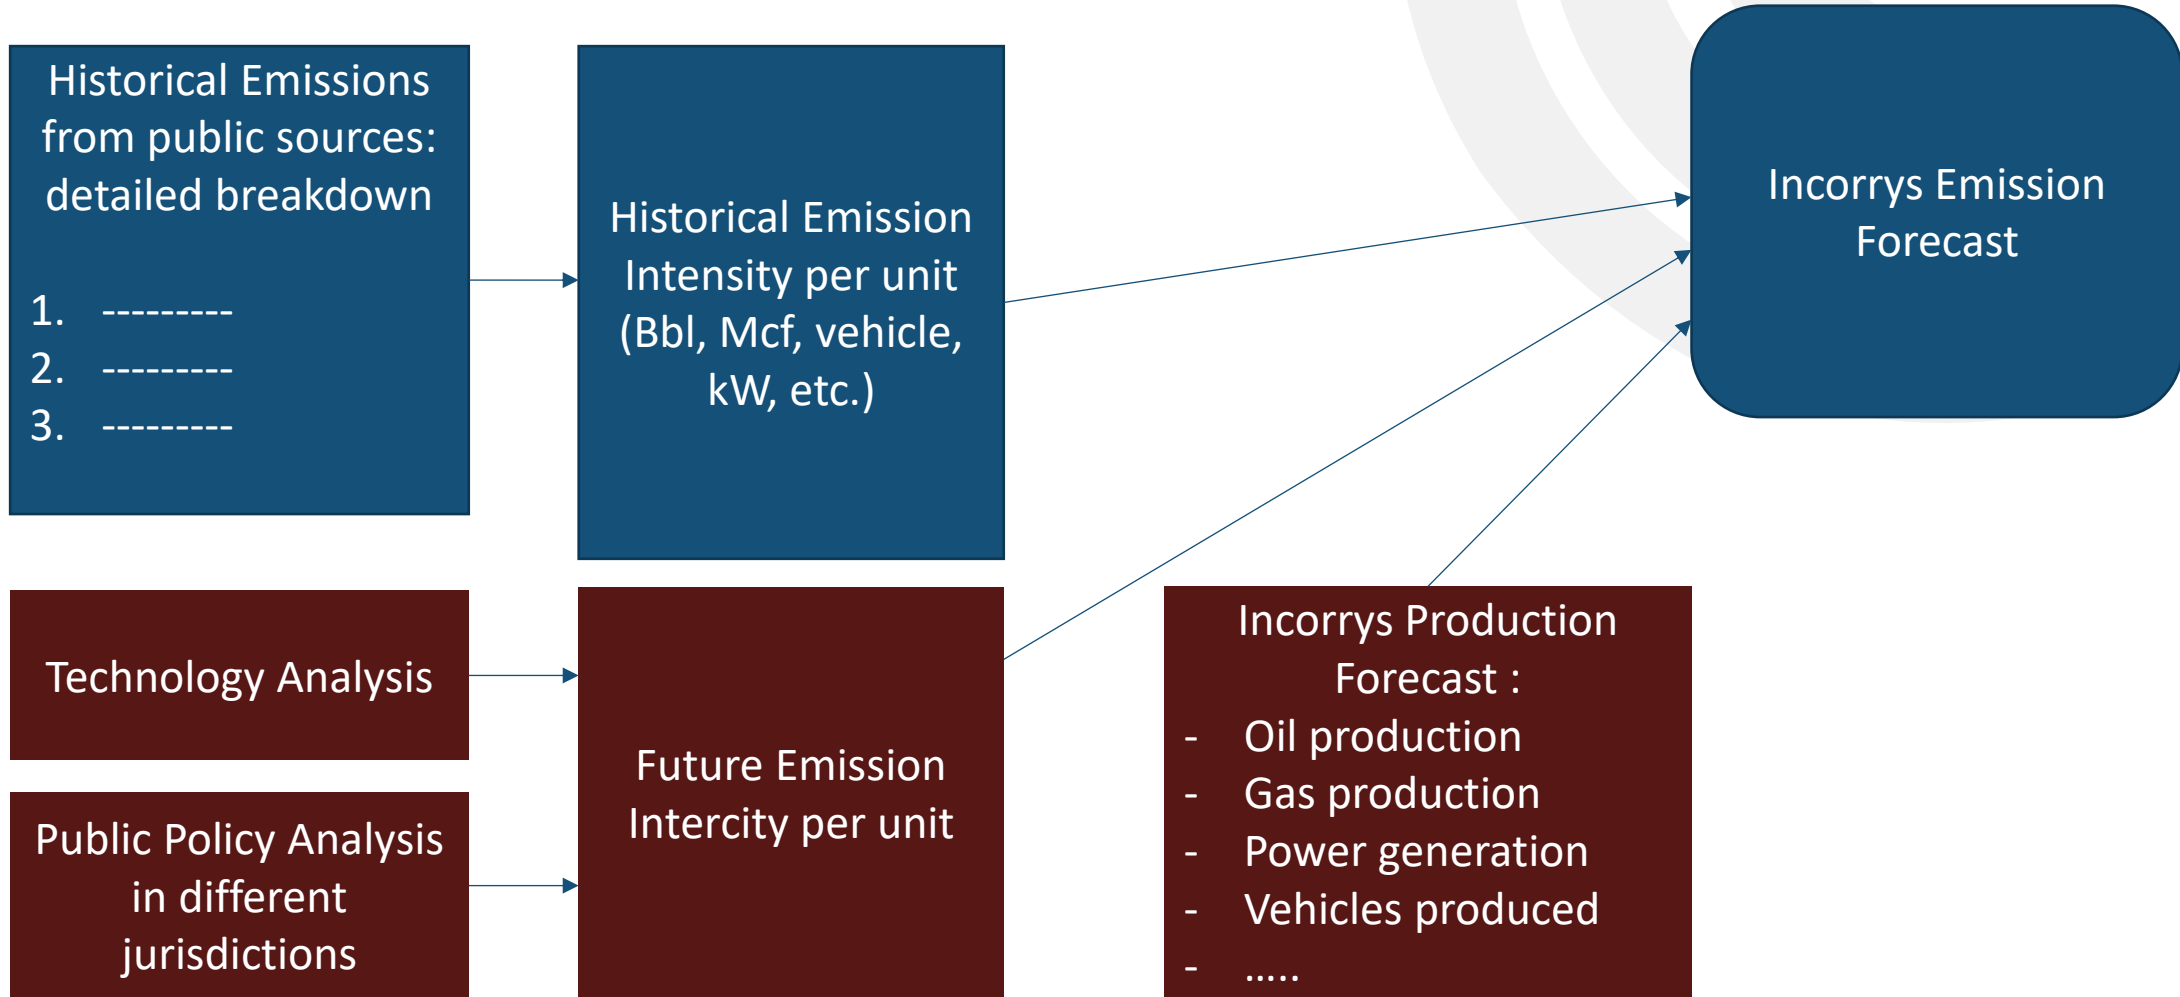 Historical Emissions
from public sources:
detailed breakdown
1. ---------
2. ---------
3. ---------
Historical Emission
Intensity per unit
(Bbl, Mcf, vehicle,
kW, etc.)
Incorrys Emission
Forecast
Technology Analysis
Public Policy Analysis
in different
jurisdictions
Future Emission
Intercity per unit
Incorrys Production
Forecast :
- Oil production
- Gas production
- Power generation
- Vehicles produced
- .....